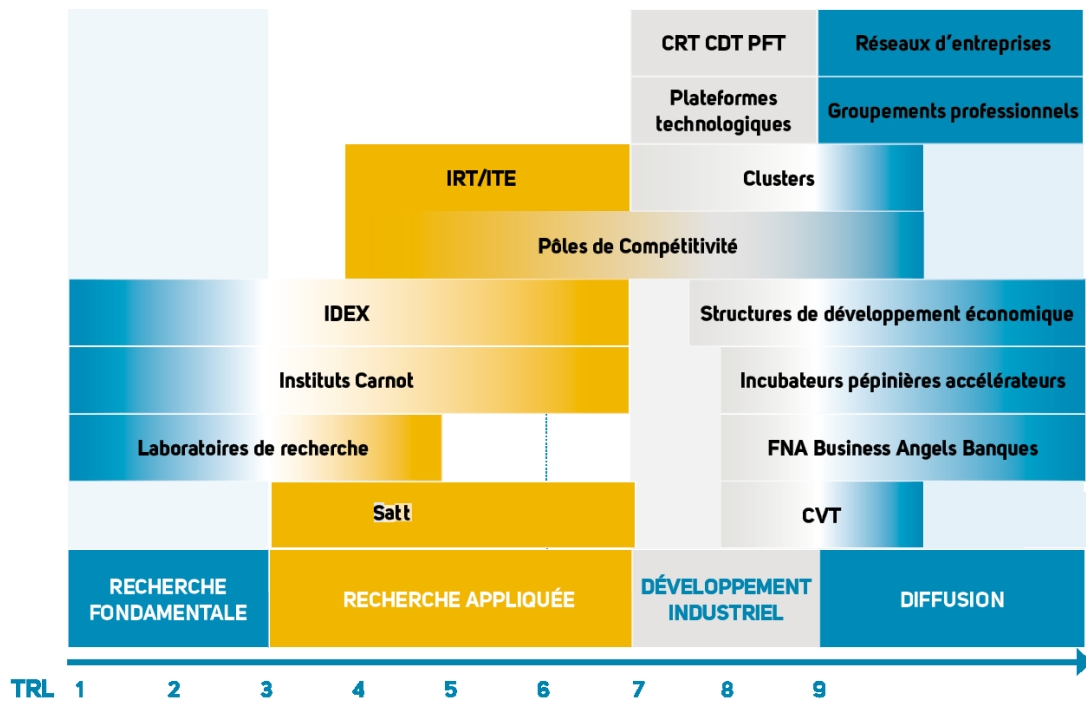 CRT CDT PFT
Réseaux d'entreprises
Plateformes
technologiques
Groupements professionnels
IRT/ITE
Clusters
Pôles de Compétitivité
IDEX
Structures de développement économique
Instituts Carnot
Incubateurs pépinières accélérateurs
Laboratoires de recherche
FNA Business Angels Banques
Satt
CVT
RECHERCHE
FONDAMENTALE
RECHERCHE APPLIQUÉE
DÉVELOPPEMENT
INDUSTRIEL
DIFFUSION
TRL 1 2 3 4 5 6 7 8 9